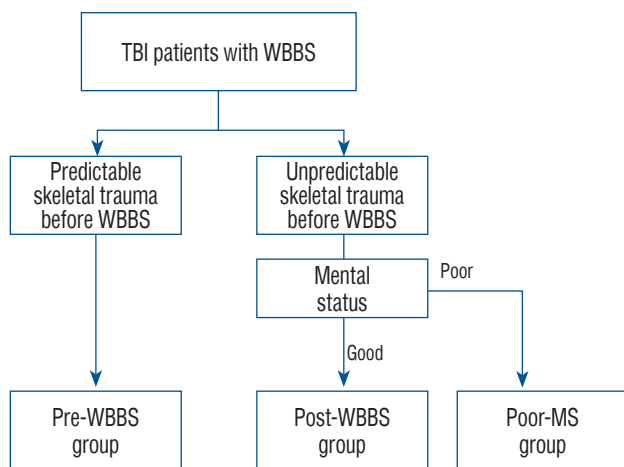 TBI patients with WBBS
Predictable
skeletal trauma
before WBBS
Unpredictable
skeletal trauma
before WBBS
Mental
status
Poor
Good
Pre-WBBS
group
Post-WBBS
group
Poor-MS
group